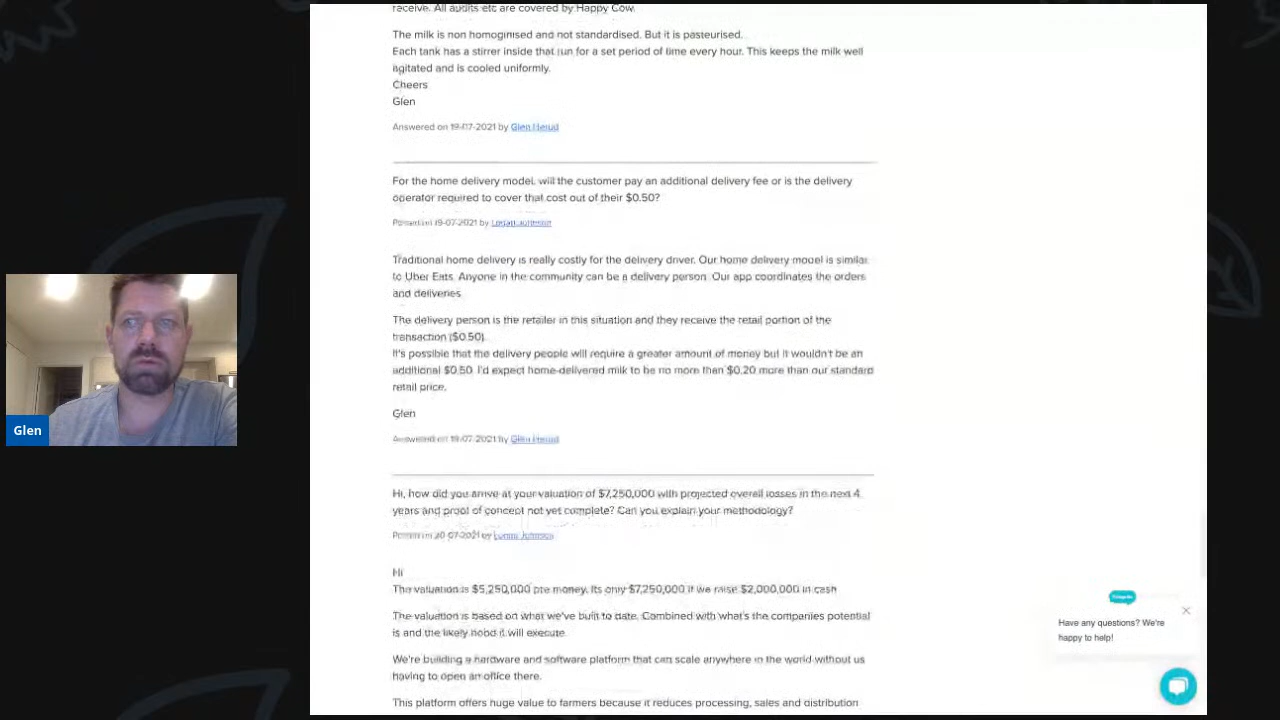 receive. All audits etc are covered by Happy Cow.
The milk is non homoginised and not standardised. But it is pasteurised.
Each tank has a stirrer inside that run for a set period of time every hour. This keeps the milk well
agitated and is cooled uniformly.
Cheers
Glen
Answered on 19-07-2021 by Glen Herud
For the home delivery model, will the customer pay an additional delivery fee or is the delivery
operator required to cover that cost out of their $0.50?
Posted on 19-07-2021 by Johnson
Traditional home delivery is really costly for the delivery driver. Our home delivery model is similar
to Uber Eats. Anyone in the community can be a delivery person. Our app coordinates the orders
and deliveries.
The delivery person is the retailer in this situation and they receive the retail portion of the
transaction ($0.50).
It's possible that the delivery people will require a greater amount of money but it wouldn't be an
additional $0.50. I'd expect home-delivered milk to be no more than $0.20 more than our standard
retail price.
Glen
Answered on 19-07-2021 by Glen Herud
Hi, how did you arrive at your valuation of $7,250,000 with projected overall losses in the next 4
years and proof of concept not yet complete? Can you explain your methodology?
Posted on 20-07-2021 by Johnson
Hi
The valuation is $5,250,000 pre money. Its only $7,250,000 if we raise $2,000,000 in cash
The valuation is based on what we've built to date. Combined with what's the companies potential
is and the likely hood it will execute.
We're building a hardware and software platform that can scale anywhere in the world without us
having to open an office there.
This platform offers huge value to farmers because it reduces processing, sales and distribution
Have any questions? We're
happy to help!
Glen